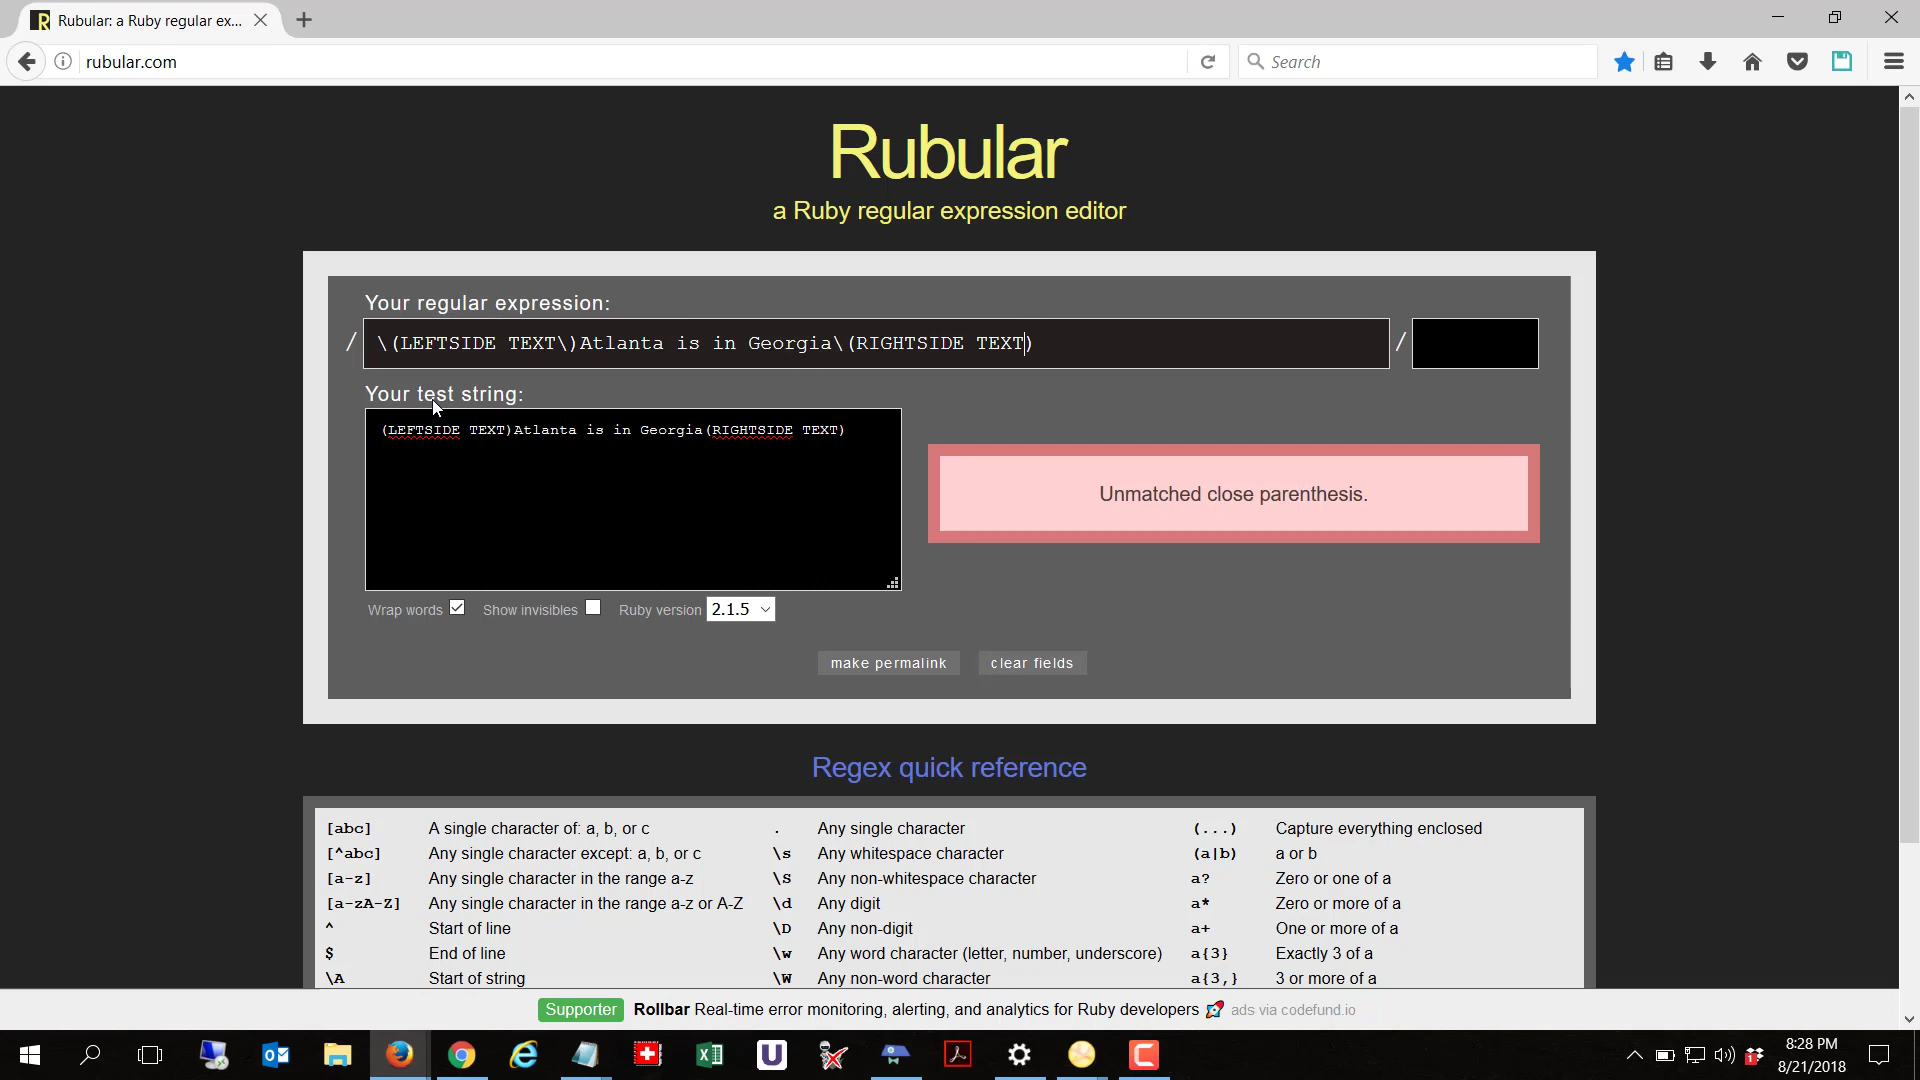 Rubular: a Ruby regular ex...
rubular.com
Search
Rubular
a Ruby regular expression editor
Your regular expression:
/ \(LEFTSIDE TEXT\)Atlanta is in Georgia\(RIGHTSIDE TEXT) /
Your test string:
(LEFTSIDE TEXT)Atlanta is in Georgia(RIGHTSIDE TEXT)
Unmatched close parenthesis.
Wrap words Show invisibles Ruby version 2.1.5
make permalink clear fields
Regex quick reference
[abc] A single character of: a, b, or c . Any single character (...) Capture everything enclosed
[^abc] Any single character except: a, b, or c \s Any whitespace character (a|b) a or b
[a-z] Any single character in the range a-z \S Any non-whitespace character a? Zero or one of a
[a-zA-Z] Any single character in the range a-z or A-Z \d Any digit a* Zero or more of a
^ Start of line \D Any non-digit a+ One or more of a
$ End of line \w Any word character (letter, number, underscore) a{3} Exactly 3 of a
\A Start of string \W Any non-word character a{3,} 3 or more of a
Supporter Rollbar Real-time error monitoring, alerting, and analytics for Ruby developers 🚀 ads via codefund.io
8:28 PM
8/21/2018